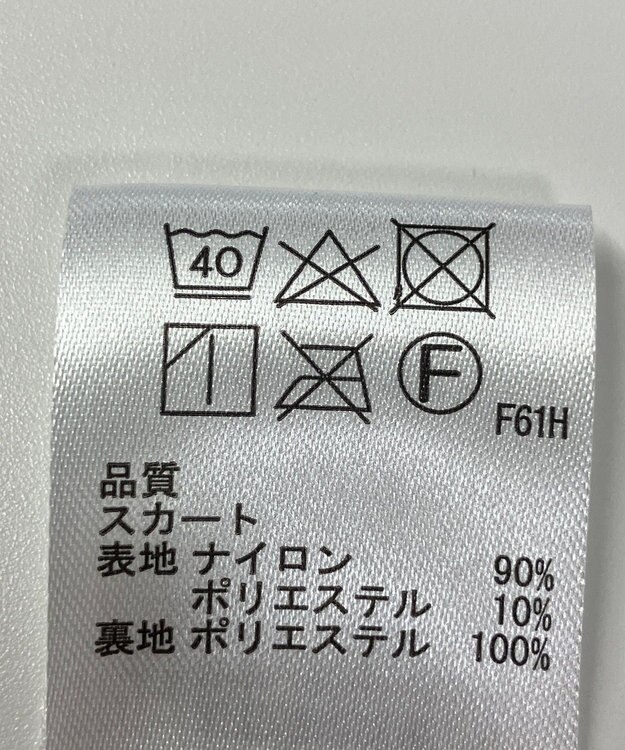 40
F
F61H
品質
スカート
表地 ナイロン 90%
ポリエステル 10%
裏地 ポリエステル 100%